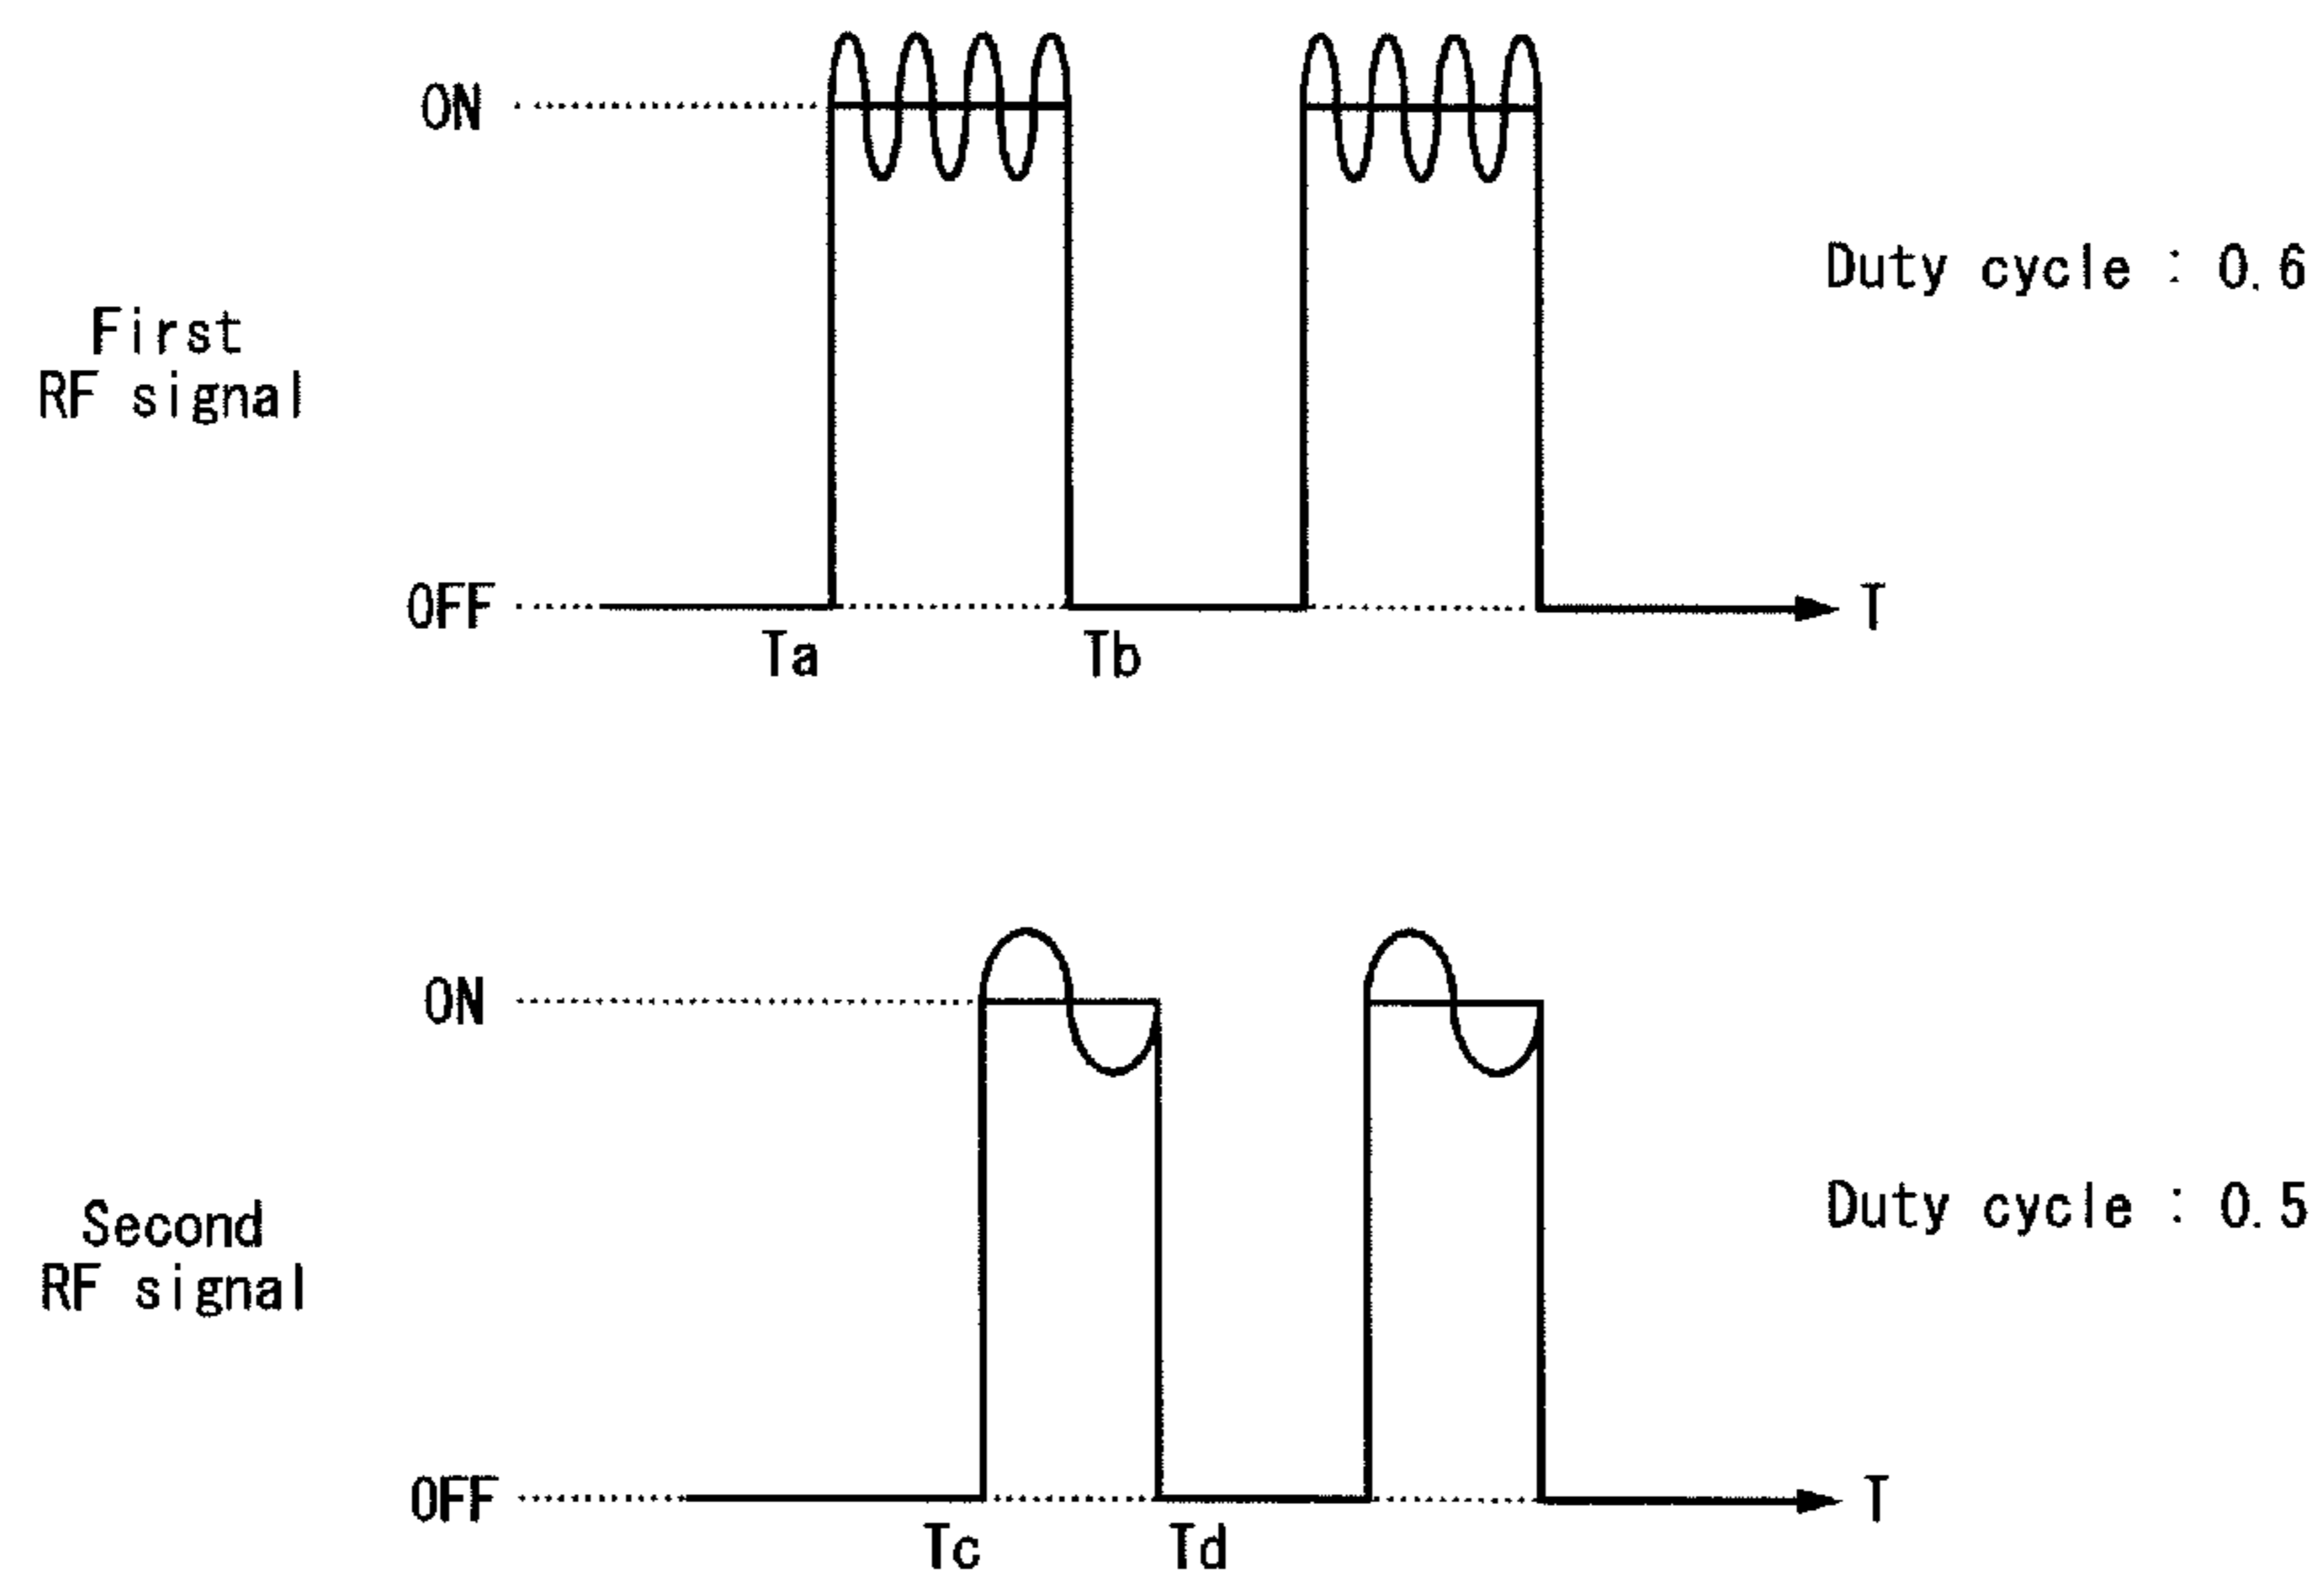 ON
Duty cycle : 0.6
First
RF signal
OFF
T
Ta
Tb
ON
Duty cycle : 0.5
Second
RF signal
OFF
T
Tc
Td